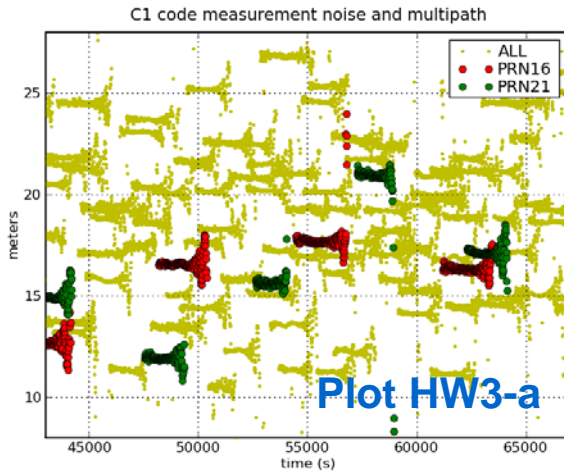 C1 code measurement noise and multipath
ALL
PRN16
PRN21
25
20
15
10
meters
Plot HW3-a
45000 50000 55000 60000 65000
time (s)